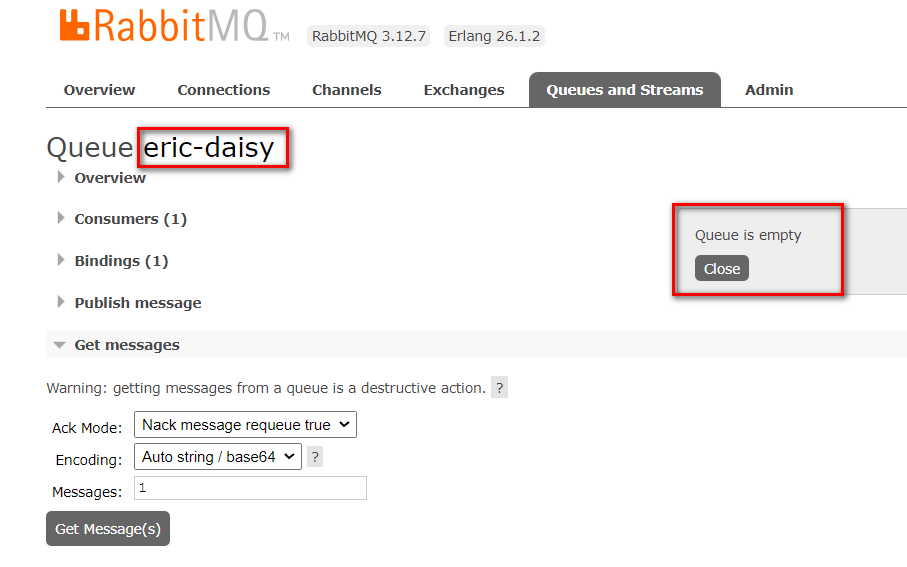 RabbitMQ TM RabbitMQ 3.12.7 Erlang 26.1.2
Overview Connections Channels Exchanges Queues and Streams Admin
Queue eric-daisy
Overview
Consumers (1)
Queue is empty
Close
Bindings (1)
Publish message
Get messages
Warning: getting messages from a queue is a destructive action. ?
Ack Mode: Nack message requeue true
Encoding: Auto string / base64 ?
Messages: 1
Get Message(s)